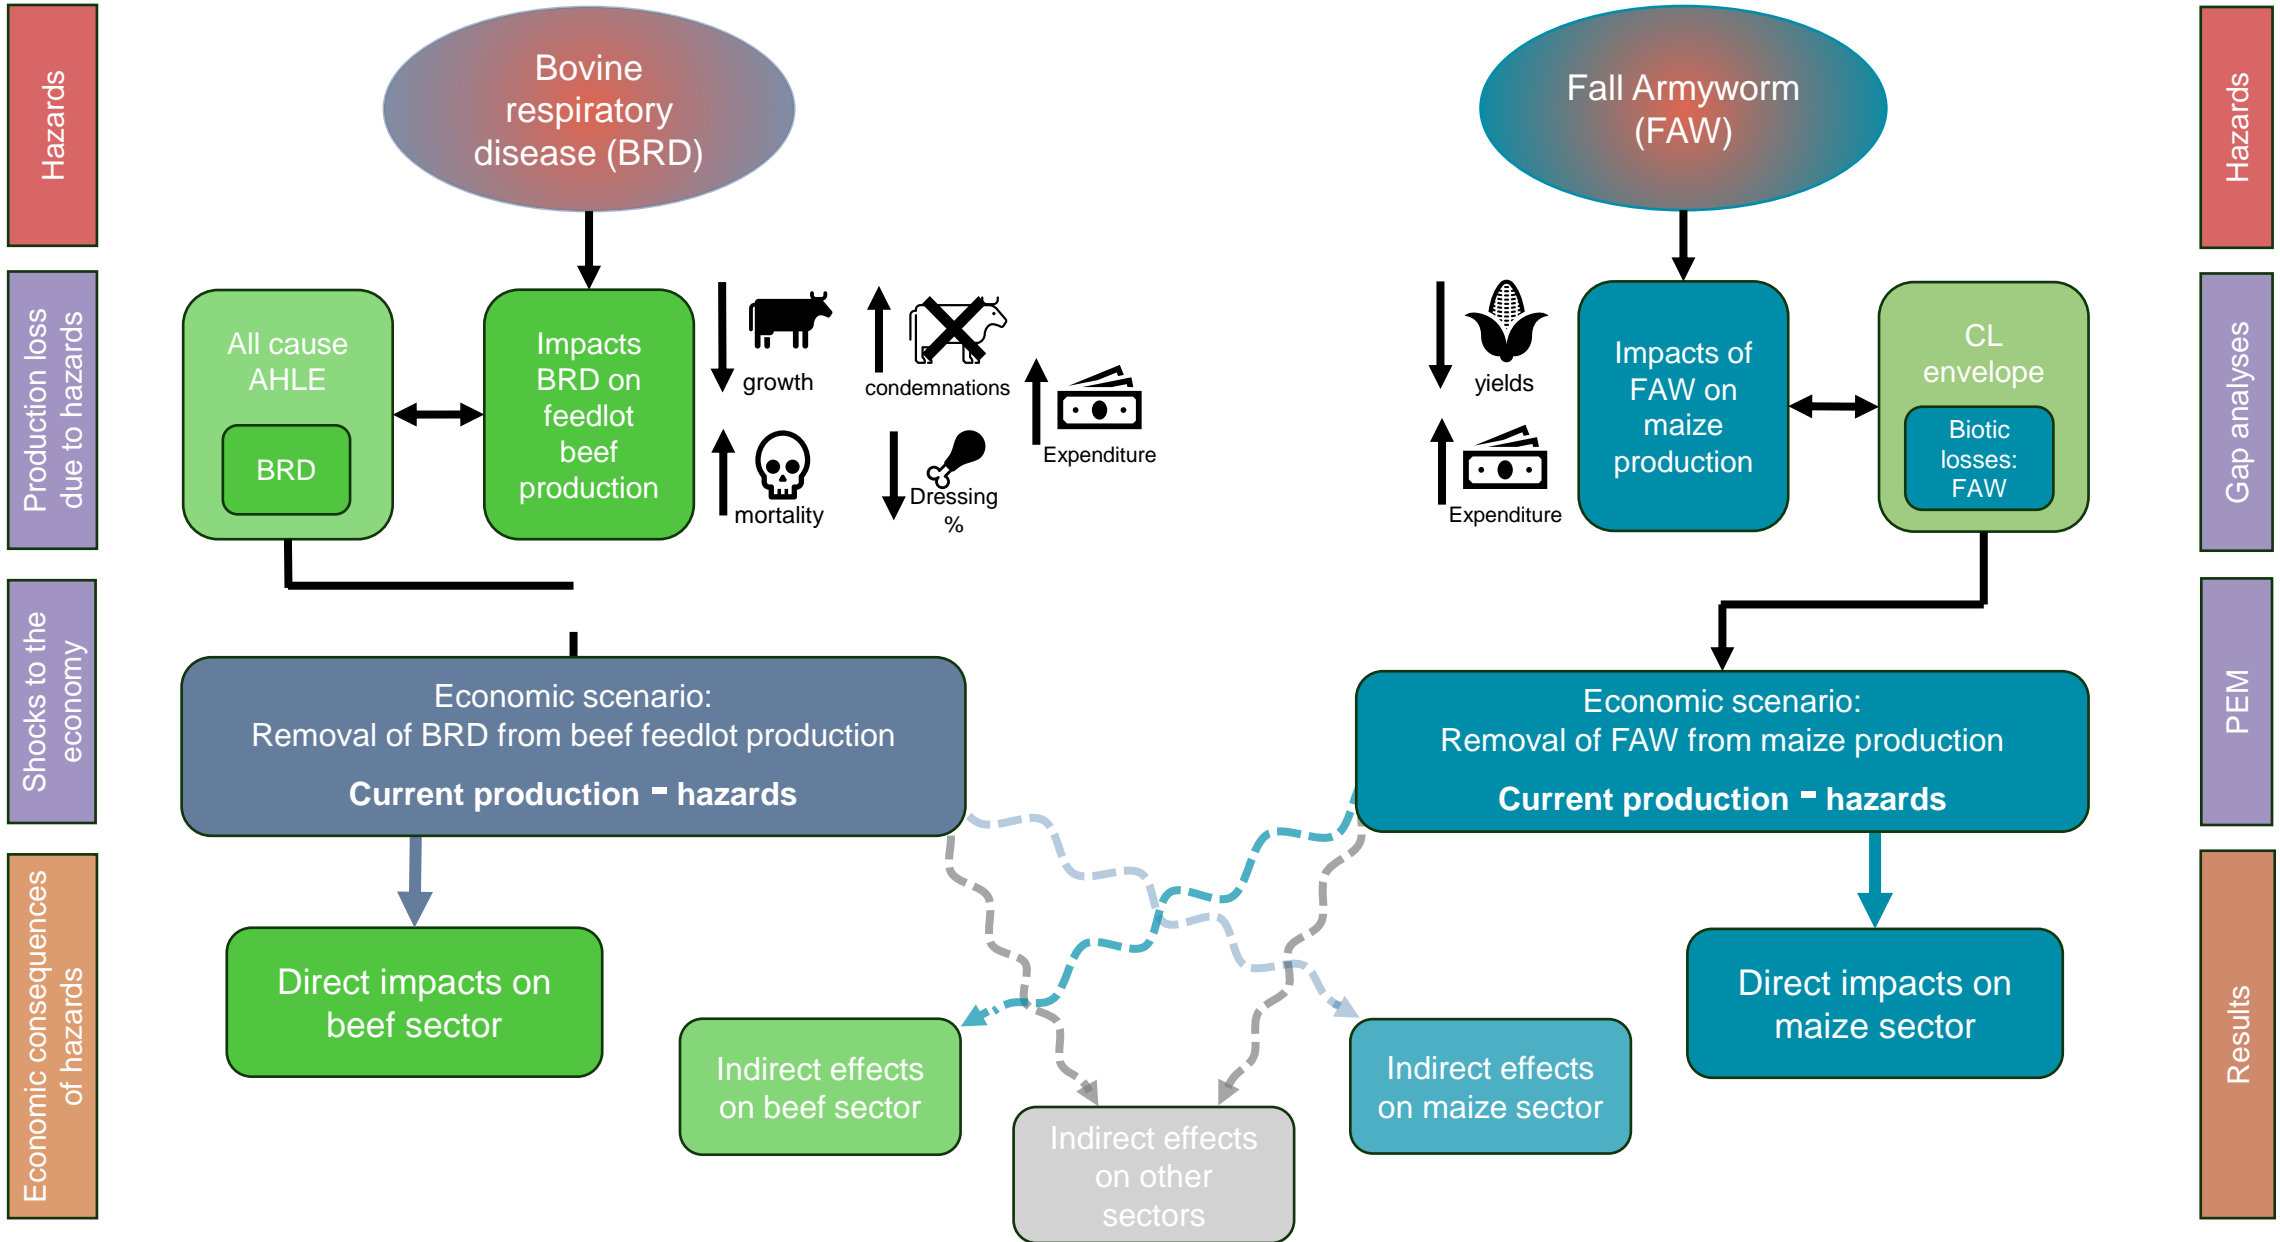 Hazards
Bovine
respiratory
disease (BRD)
Fall Armyworm
(FAW)
Hazards
Production loss
due to hazards
All cause
AHLE
BRD
Impacts
BRD on
feedlot
beef
production
growth
condemnations
mortality
Dressing
%
Expenditure
yields
Expenditure
Impacts of
FAW on
maize
production
CL
envelope
Biotic
losses:
FAW
Gap analyses
Shocks to the
economy
Economic scenario:
Removal of BRD from beef feedlot production
Current production - hazards
Economic scenario:
Removal of FAW from maize production
Current production - hazards
PEM
Economic consequences
of hazards
Direct impacts on
beef sector
Indirect effects
on beef sector
Indirect effects
on other
sectors
Indirect effects
on maize sector
Direct impacts on
maize sector
Results